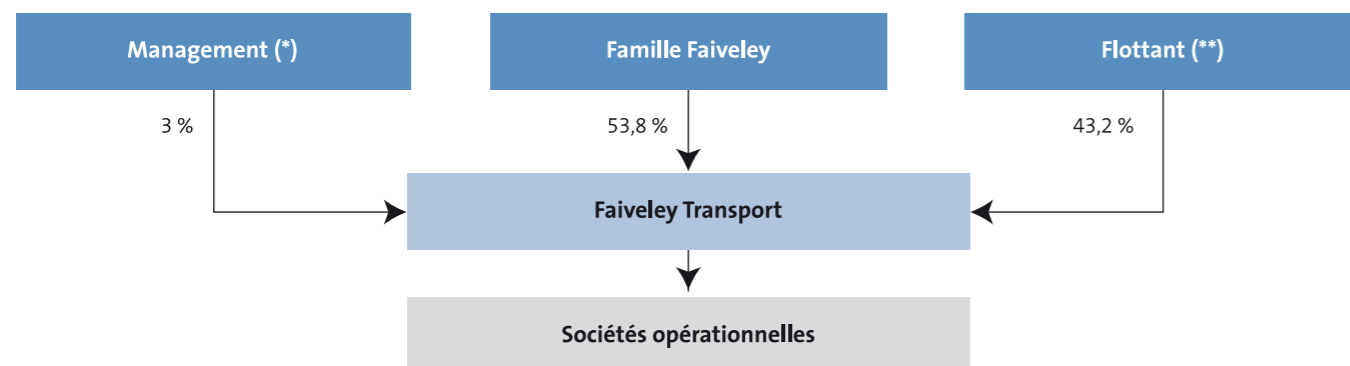 Management (*)
Famille Faiveley
Flottant (**)
3 %
53,8 %
43,2 %
Faiveley Transport
Sociétés opérationnelles